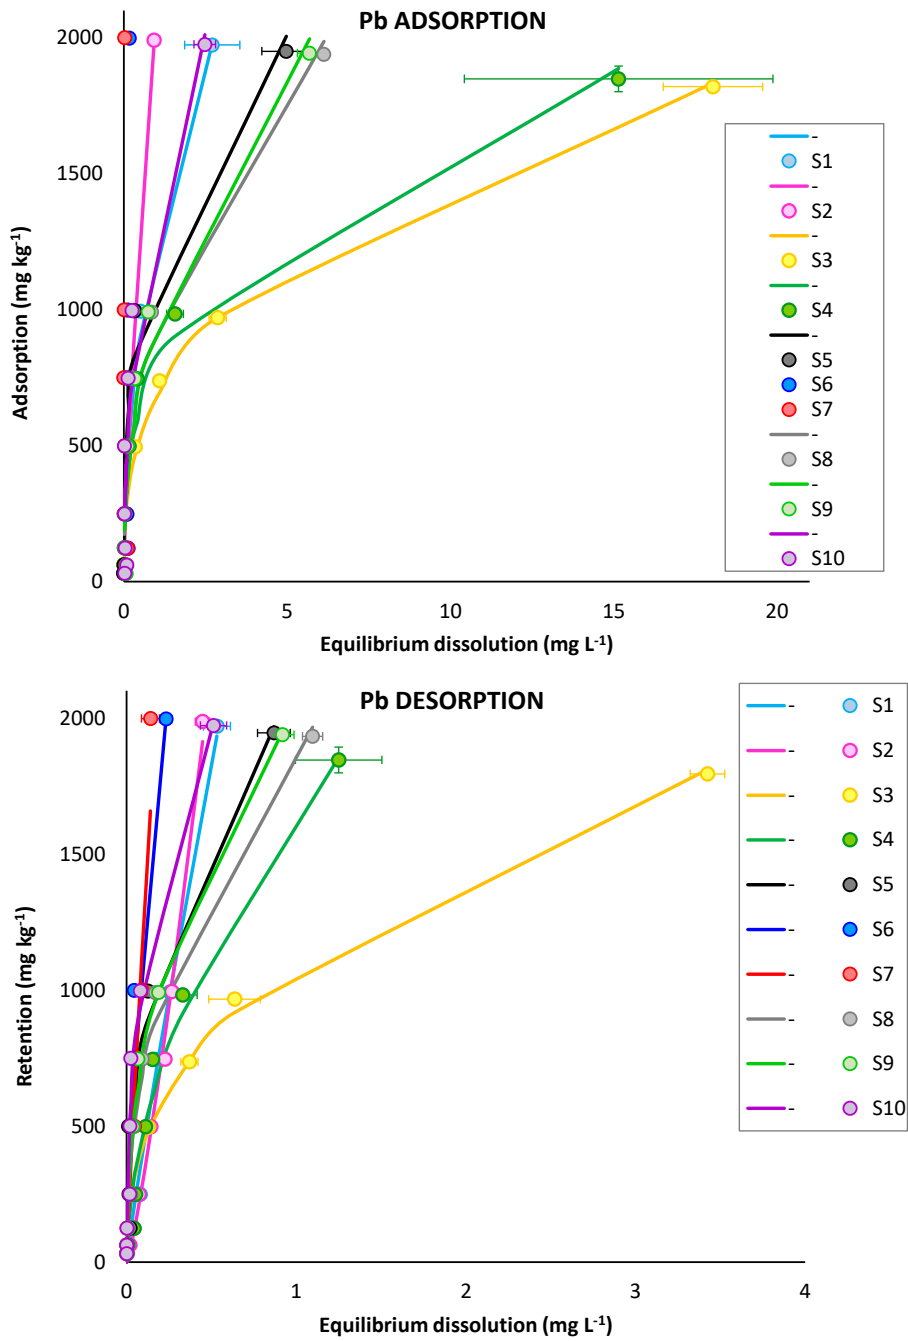 Pb ADSORPTION
2000
1500
1000
500
0
Adsorption (mg kg-1)
-
S1
-
S2
-
S3
-
S4
-
S5
S6
S7
-
S8
-
S9
-
S10
0 5 10 15 20
Equilibrium dissolution (mg L-1)
Pb DESORPTION
2000
1500
1000
500
0
Retention (mg kg-1)
- S1
- S2
- S3
- S4
- S5
- S6
- S7
- S8
- S9
- S10
0 1 2 3 4
Equilibrium dissolution (mg L-1)